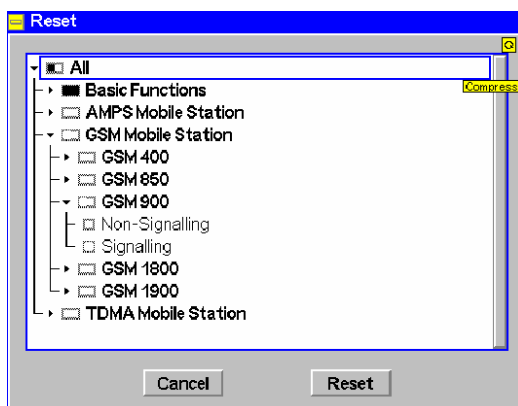 Reset
All
Compress
Basic Functions
AMPS Mobile Station
GSM Mobile Station
GSM 400
GSM 850
GSM 900
Non-Signalling
Signalling
GSM 1800
GSM 1900
TDMA Mobile Station
Cancel Reset